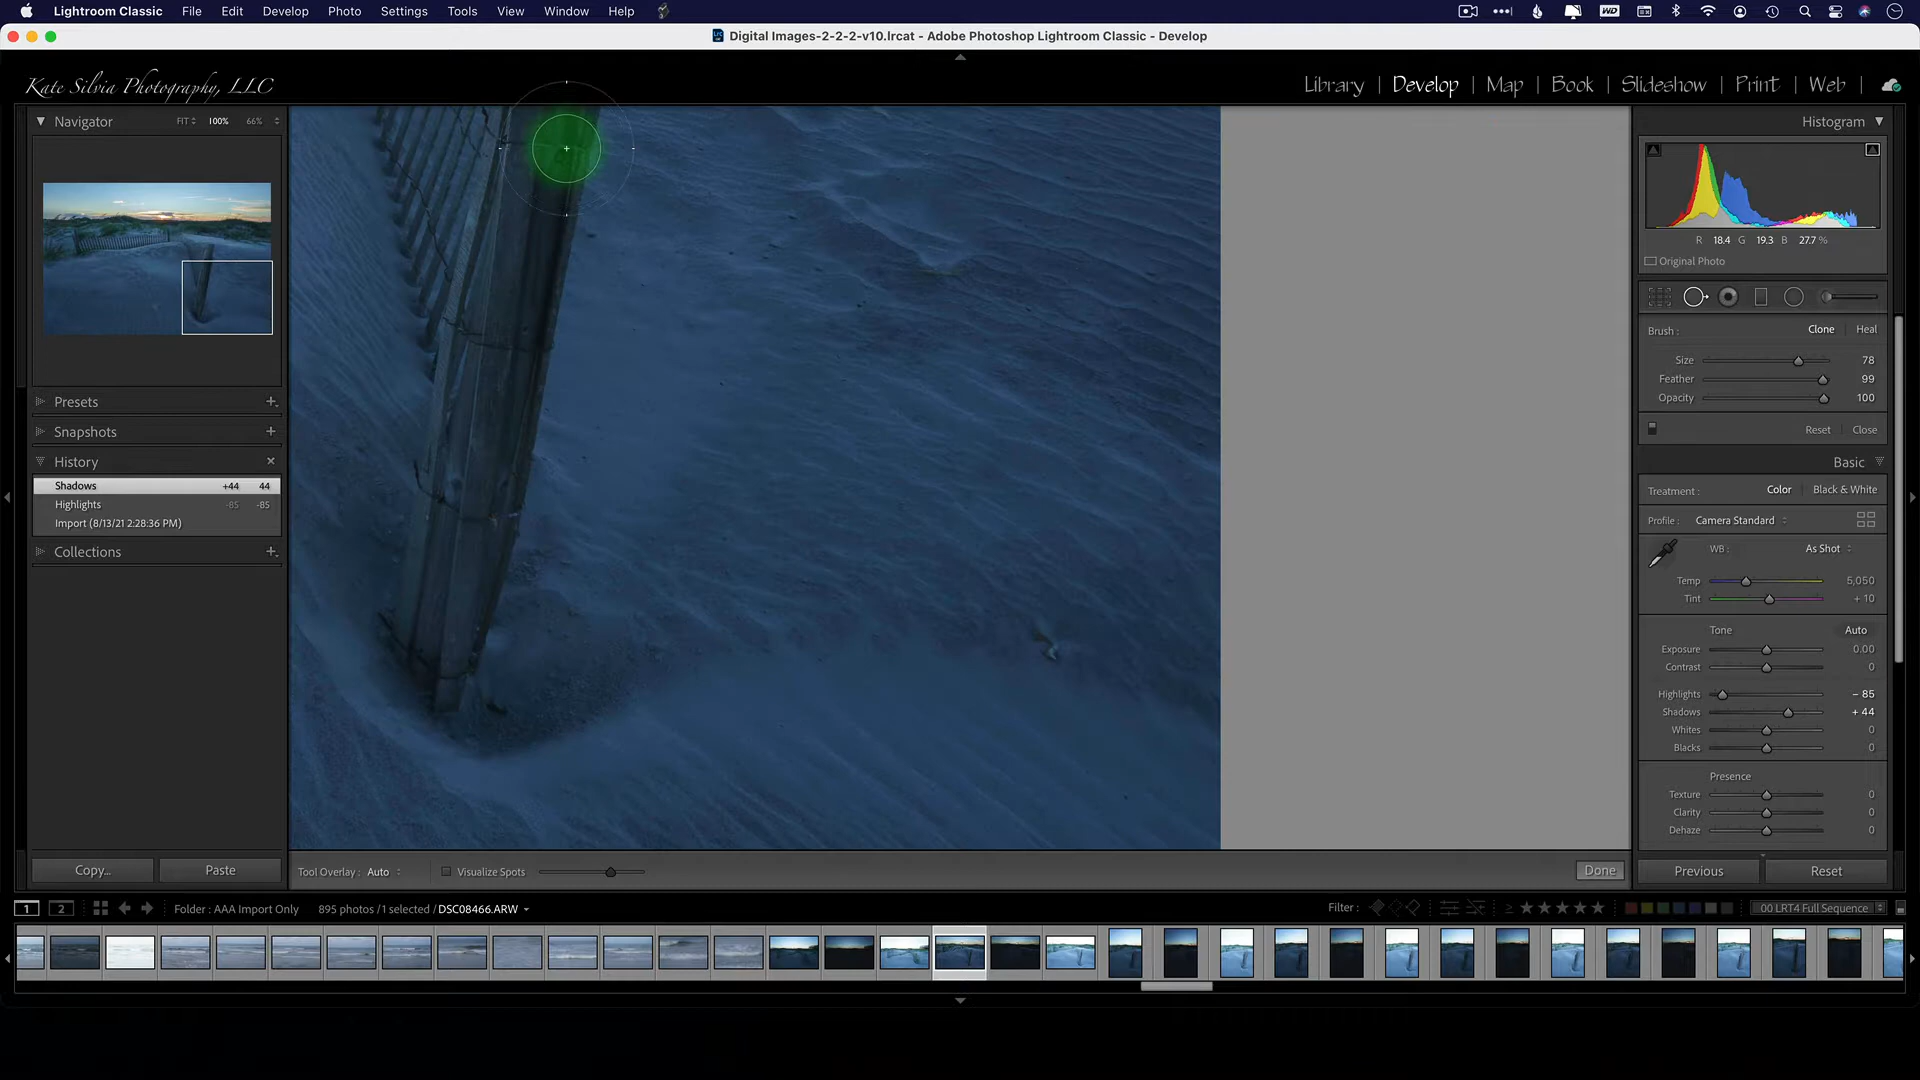 Lightroom Classic File Edit Develop Photo Settings Tools View Window Help
Digital Images-2-2-2-v10.lrcat - Adobe Photoshop Lightroom Classic - Develop
Kate Silvia Photography, LLC
Library | Develop | Map | Book | Slideshow | Print | Web |
Navigator FIT 100% 66%
Presets
Snapshots
History
Shadows +44 44
Highlights -85 -85
Import (8/13/21 2:28:36 PM)
Collections
Copy... Paste
Tool Overlay : Auto Visualize Spots Done
Histogram
R 18.4 G 19.3 B 27.7 %
Original Photo
Brush : Clone Heal
Size 78
Feather 99
Opacity 100
Reset Close
Basic
Treatment : Color Black & White
Profile : Camera Standard
WB : As Shot
Temp 5,050
Tint + 10
Tone Auto
Exposure 0.00
Contrast 0
Highlights - 85
Shadows + 44
Whites 0
Blacks 0
Presence
Texture 0
Clarity 0
Dehaze 0
Previous Reset
1 2 Folder : AAA Import Only 895 photos / 1 selected / DSC08466.ARW Filter : 00 LRT4 Full Sequence